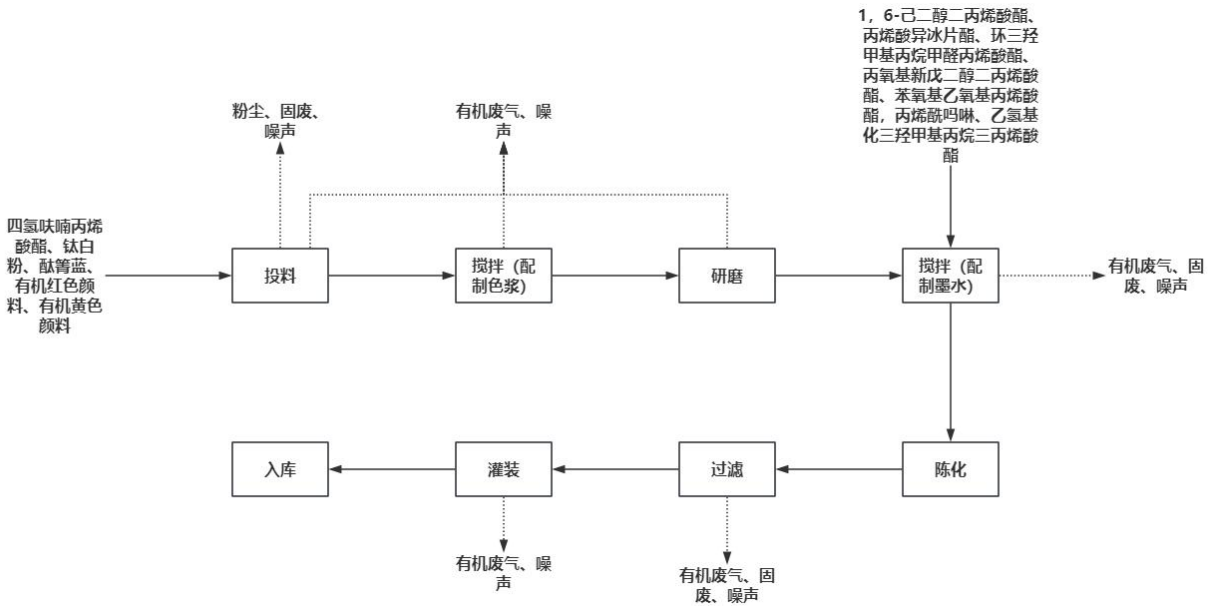 1，6-己二醇二丙烯酸酯、
丙烯酸异冰片酯、环三羟
甲基丙烷甲醛丙烯酸酯、
丙氧基新戊二醇二丙烯酸
酯、苯氧基乙氧基丙烯酸
酯，丙烯酰吗啉、乙氢基
化三羟甲基丙烷三丙烯酸
酯
粉尘、固废、
噪声
有机废气、噪
声
四氢呋喃丙烯
酸酯、钛白
粉、酞箐蓝、
有机红色颜
料、有机黄色
颜料
投料
搅拌（配
制色浆）
研磨
搅拌（配
制墨水）
有机废气、固
废、噪声
入库
灌装
过滤
陈化
有机废气、噪
声
有机废气、固
废、噪声